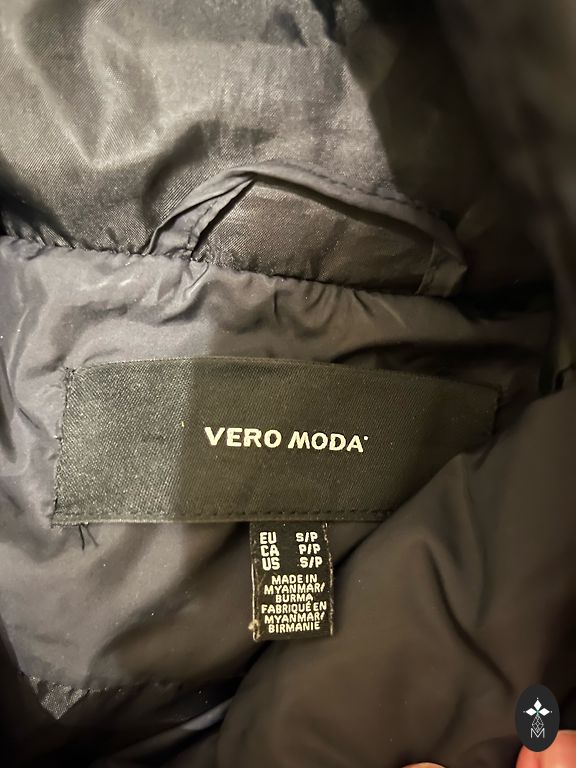 VERO MODA
EU S/P
CA P/P
US S/P
MADE IN
MYANMAR/
BURMA
FABRIQUÉ EN
MYANMAR/
BIRMANIE
M